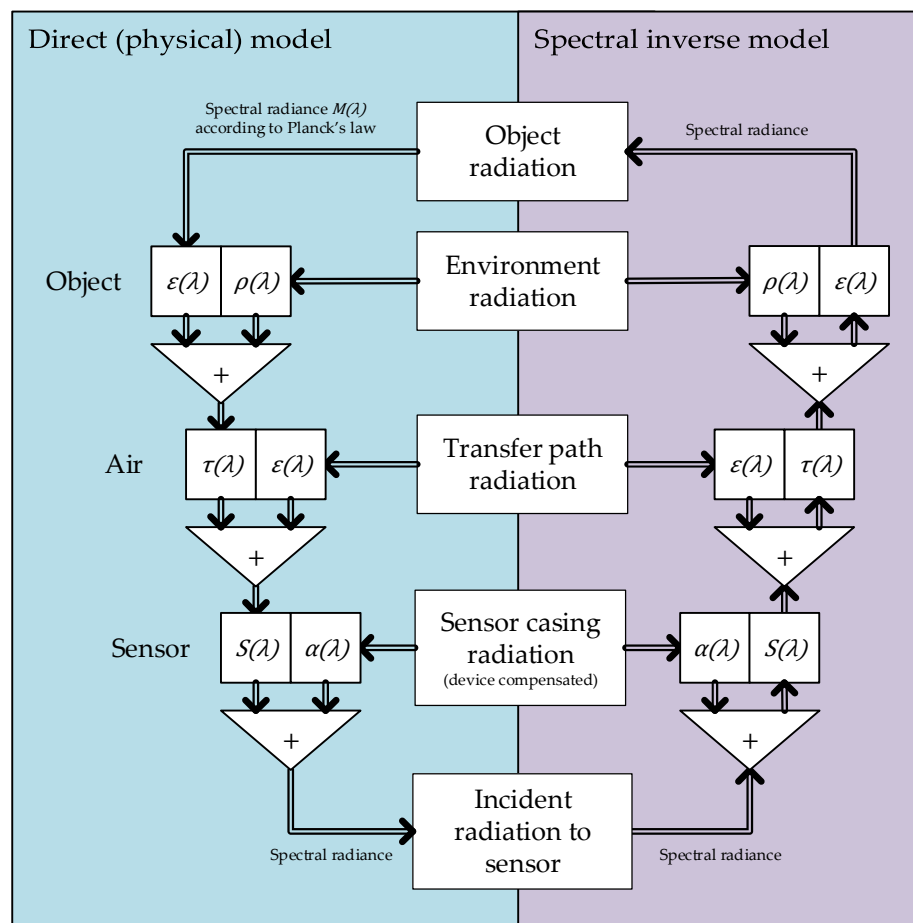 Direct (physical) model
Spectral inverse model
Spectral radiance M(λ)
according to Planck's law
Object
radiation
Spectral radiance
Object
ε(λ)
ρ(λ)
Environment
radiation
ρ(λ)
ε(λ)
+
+
Air
τ(λ)
ε(λ)
Transfer path
radiation
ε(λ)
τ(λ)
+
+
Sensor
S(λ)
α(λ)
Sensor casing
radiation
(device compensated)
α(λ)
S(λ)
+
+
Spectral radiance
Incident
radiation to
sensor
Spectral radiance